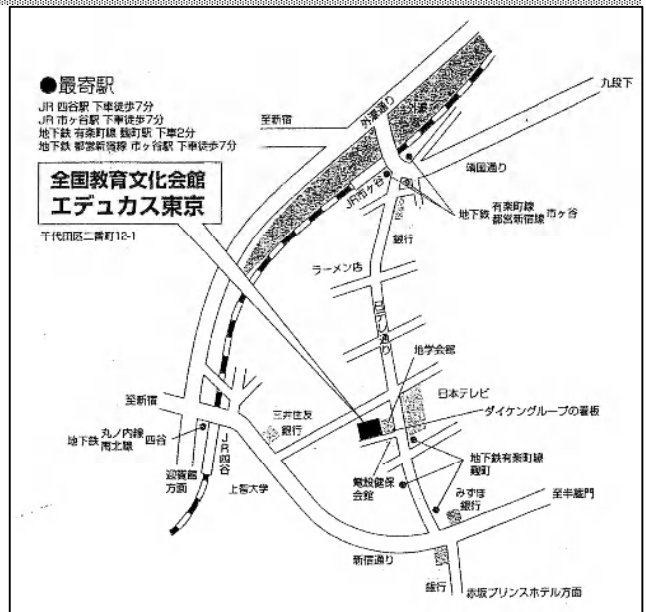 ●最寄駅
JR 四谷駅 下車徒歩7分
JR 市ヶ谷駅 下車徒歩7分
地下鉄 有楽町線 麹町駅 下車2分
地下鉄 都営新宿線 市ヶ谷駅 下車徒歩7分
全国教育文化会館
エデュカス東京
千代田区二番町12-1
至新宿
外濠通り
外濠
九段下
靖国通り
JR市ヶ谷
地下鉄 有楽町線 都営新宿線 市ヶ谷
銀行
ラーメン店
日テレ通り
地学会館
日本テレビ
ダイケングループの看板
至新宿
三井住友
銀行
地下鉄 丸ノ内線 南北線 四谷
JR四谷
迎賓館
方面
上智大学
電設健保
会館
地下鉄有楽町線
麹町
みずほ
銀行
至半蔵門
新宿通り
銀行
赤坂プリンスホテル方面